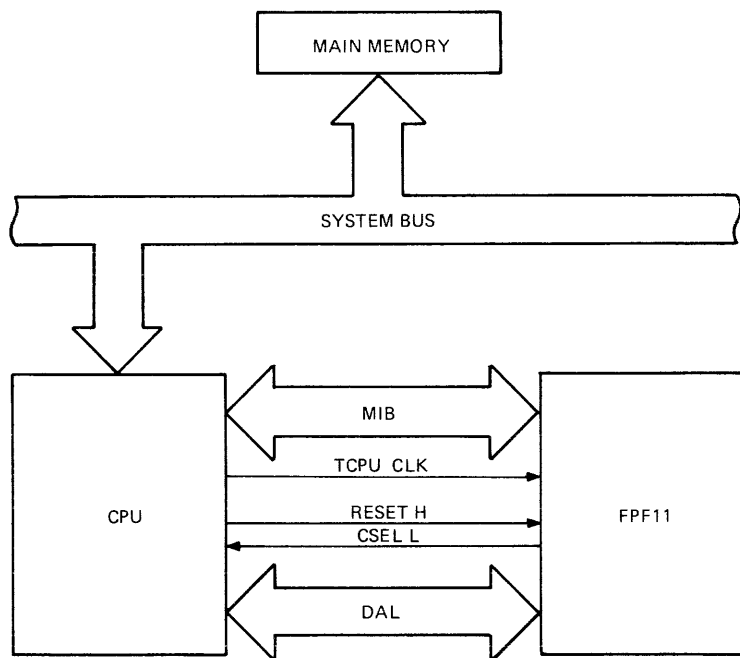 MAIN MEMORY
SYSTEM BUS
MIB
TCPU CLK
CPU
RESET H
FPF11
CSEL L
DAL